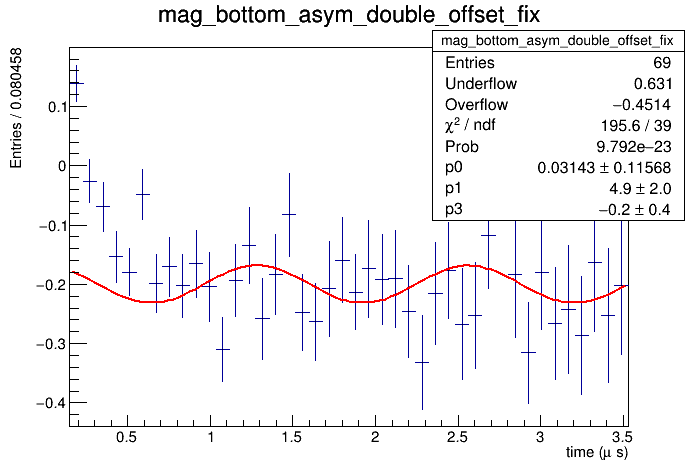 mag_bottom_asym_double_offset_fix
mag_bottom_asym_double_offset_fix
Entries 69
Underflow 0.631
Overflow −0.4514
χ² / ndf 195.6 / 39
Prob 9.792e−23
p0 0.03143 ± 0.11568
p1 4.9 ± 2.0
p3 −0.2 ± 0.4
Entries / 0.080458
0.1
0
−0.1
−0.2
−0.3
−0.4
0.5 1 1.5 2 2.5 3 3.5
time (μ s)